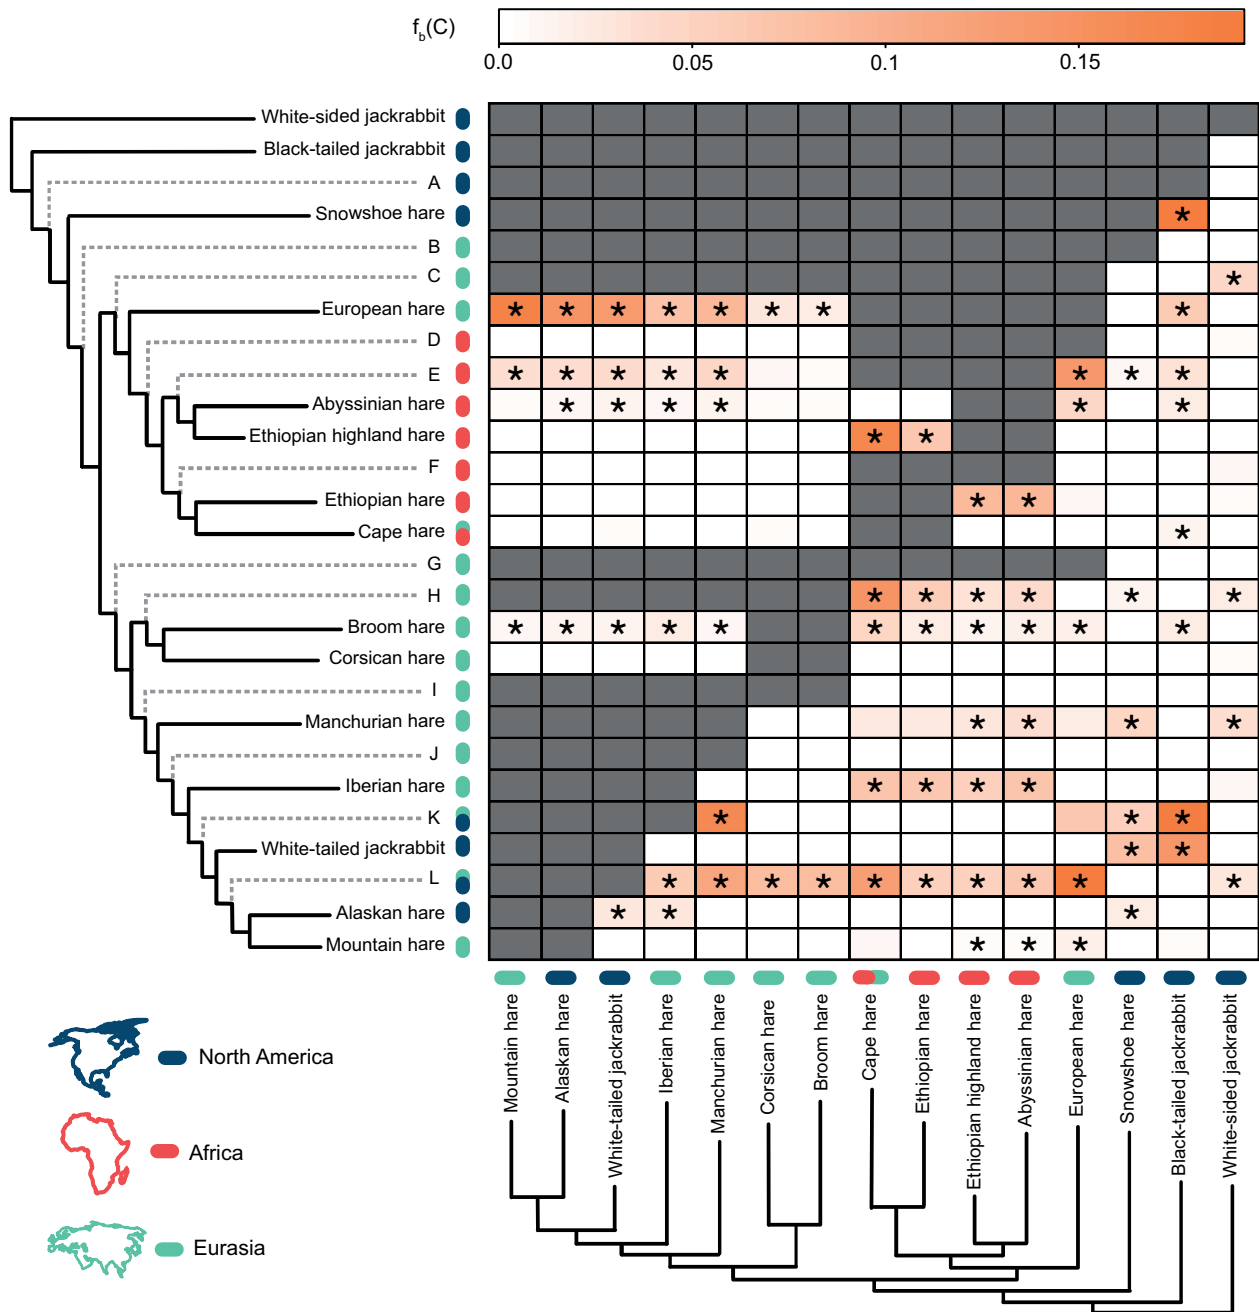 f_b(C)
0.0 0.05 0.1 0.15
White-sided jackrabbit
Black-tailed jackrabbit
A
Snowshoe hare *
B
C *
European hare * * * * * * * *
D
E * * * * * * * *
Abyssinian hare * * * * * *
Ethiopian highland hare * *
F
Ethiopian hare * *
Cape hare *
G
H * * * * * *
Broom hare * * * * * * * * * * *
Corsican hare
I
Manchurian hare * * * *
J
Iberian hare * * * *
K * * *
White-tailed jackrabbit * *
L * * * * * * * * * *
Alaskan hare * * *
Mountain hare * * *
Mountain hare
Alaskan hare
White-tailed jackrabbit
Iberian hare
Manchurian hare
Corsican hare
Broom hare
Cape hare
Ethiopian hare
Ethiopian highland hare
Abyssinian hare
European hare
Snowshoe hare
Black-tailed jackrabbit
White-sided jackrabbit
North America
Africa
Eurasia